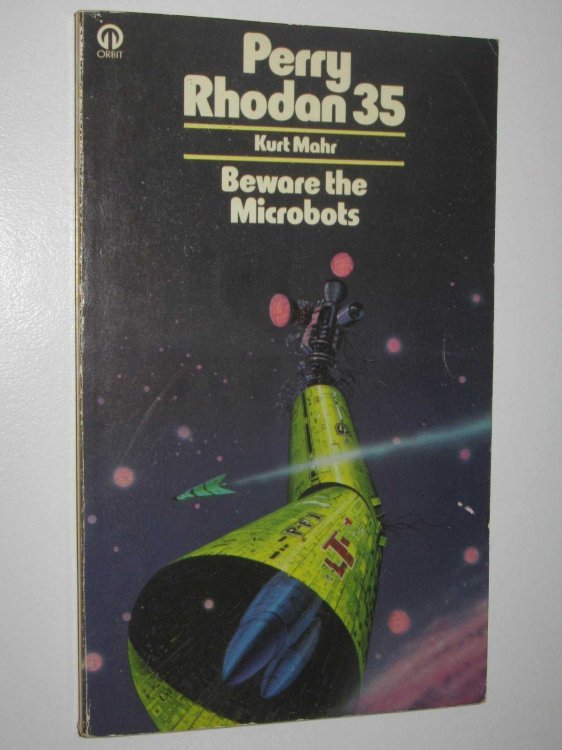 ORBIT
Perry
Rhodan 35
Kurt Mahr
Beware the
Microbots